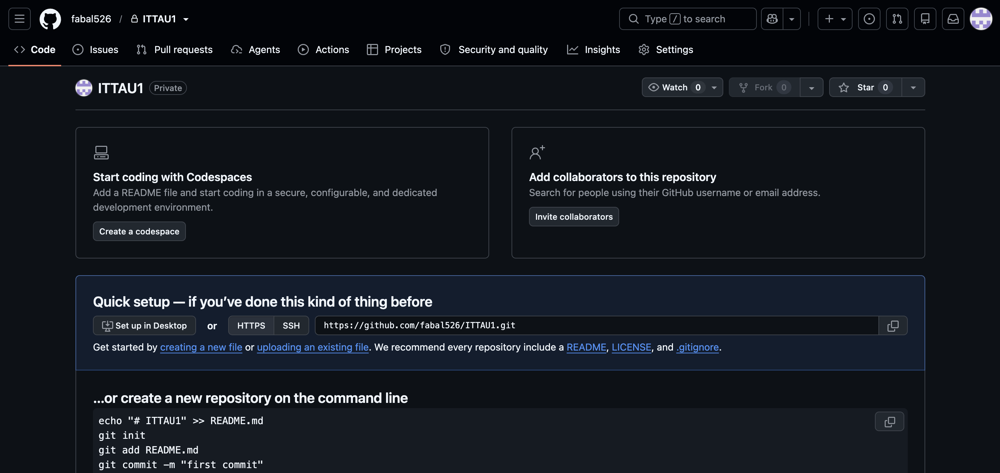 fabal526 / ITTAU1
Type / to search
Code Issues Pull requests Agents Actions Projects Security and quality Insights Settings
ITTAU1 Private
Watch 0 Fork 0 Star 0
Start coding with Codespaces
Add a README file and start coding in a secure, configurable, and dedicated
development environment.
Create a codespace
Add collaborators to this repository
Search for people using their GitHub username or email address.
Invite collaborators
Quick setup — if you’ve done this kind of thing before
Set up in Desktop or HTTPS SSH https://github.com/fabal526/ITTAU1.git
Get started by creating a new file or uploading an existing file. We recommend every repository include a README, LICENSE, and .gitignore.
…or create a new repository on the command line
echo "# ITTAU1" >> README.md
git init
git add README.md
git commit -m "first commit"